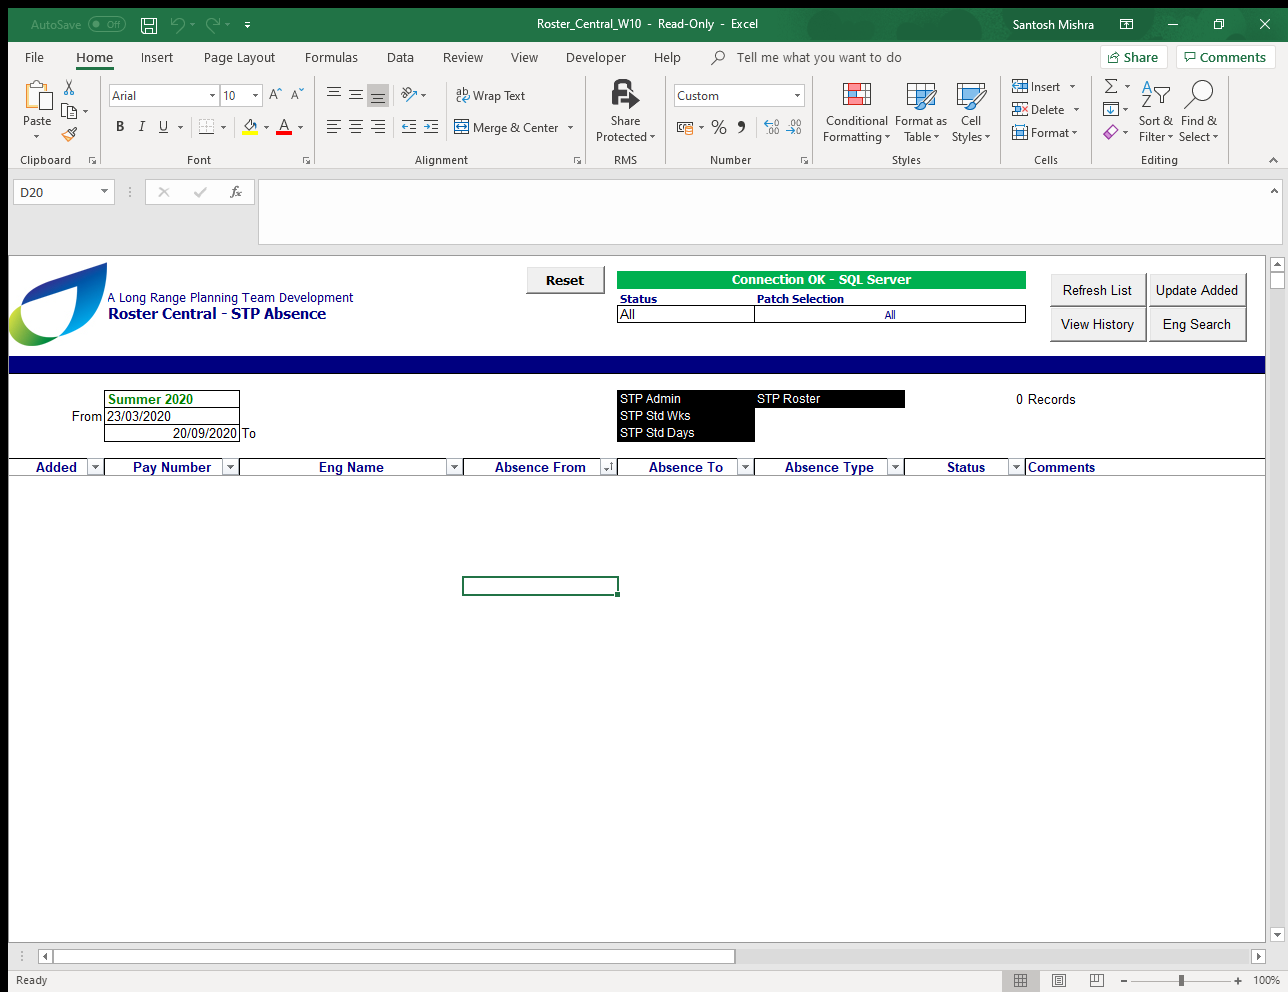 AutoSave Off Roster_Central_W10 - Read-Only - Excel Santosh Mishra
File Home Insert Page Layout Formulas Data Review View Developer Help Tell me what you want to do Share Comments
Paste
Clipboard
Arial 10
B I U
Font
Wrap Text
Merge & Center
Alignment
Share
Protected
RMS
Custom
%
Number
Conditional
Formatting
Format as
Table
Cell
Styles
Styles
Insert
Delete
Format
Cells
Sort &
Filter
Find &
Select
Editing
D20 fx
A Long Range Planning Team Development
Roster Central - STP Absence
Reset
Connection OK - SQL Server
Status Patch Selection
All All
Refresh List Update Added
View History Eng Search
Summer 2020
From 23/03/2020
20/09/2020 To
STP Admin STP Roster
STP Std Wks
STP Std Days
0 Records
Added Pay Number Eng Name Absence From Absence To Absence Type Status Comments
Ready 100%